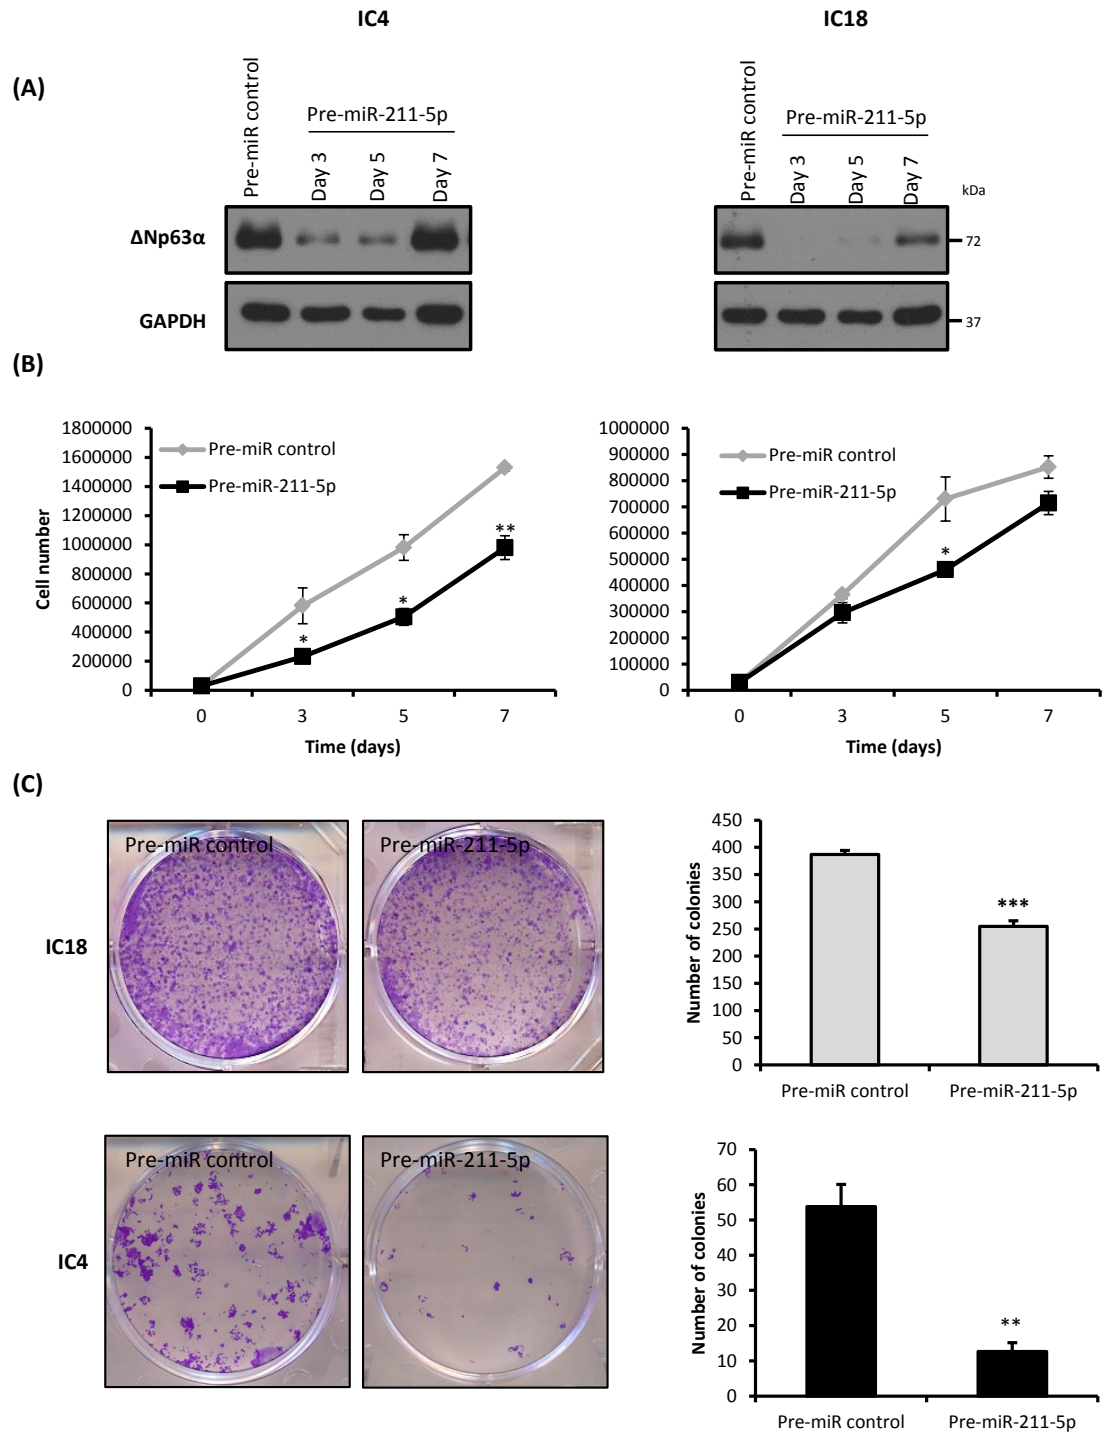 IC4
IC18
(A)
Pre-miR control
Pre-miR-211-5p
Day 3
Day 5
Day 7
Pre-miR control
Pre-miR-211-5p
Day 3
Day 5
Day 7
kDa
ΔNp63α
72
GAPDH
37
(B)
1800000
1600000
1400000
1200000
1000000
800000
600000
400000
200000
0
Cell number
Pre-miR control
Pre-miR-211-5p
*
*
**
0 3 5 7
Time (days)
1000000
900000
800000
700000
600000
500000
400000
300000
200000
100000
0
Pre-miR control
Pre-miR-211-5p
*
0 3 5 7
Time (days)
(C)
IC18
Pre-miR control
Pre-miR-211-5p
450
400
350
300
250
200
150
100
50
0
Number of colonies
***
Pre-miR control Pre-miR-211-5p
IC4
Pre-miR control
Pre-miR-211-5p
70
60
50
40
30
20
10
0
Number of colonies
**
Pre-miR control Pre-miR-211-5p